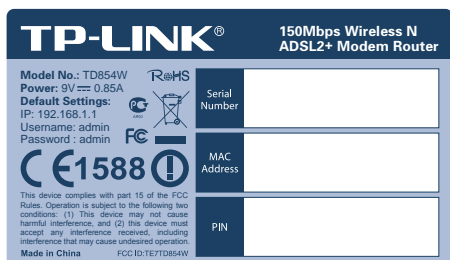 TP-LINK®
150Mbps Wireless N
ADSL2+ Modem Router
Model No.: TD854W
RoHS
Power: 9V⎓0.85A
Default Settings:
IP: 192.168.1.1
Username: admin
Password : admin
FC
CE1588
This device complies with part 15 of the FCC
Rules. Operation is subject to the following two
conditions: (1) This device may not cause
harmful interference, and (2) this device must
accept any interference received, including
interference that may cause undesired operation.
Made in China FCC ID:TE7TD854W
Serial
Number
MAC
Address
PIN